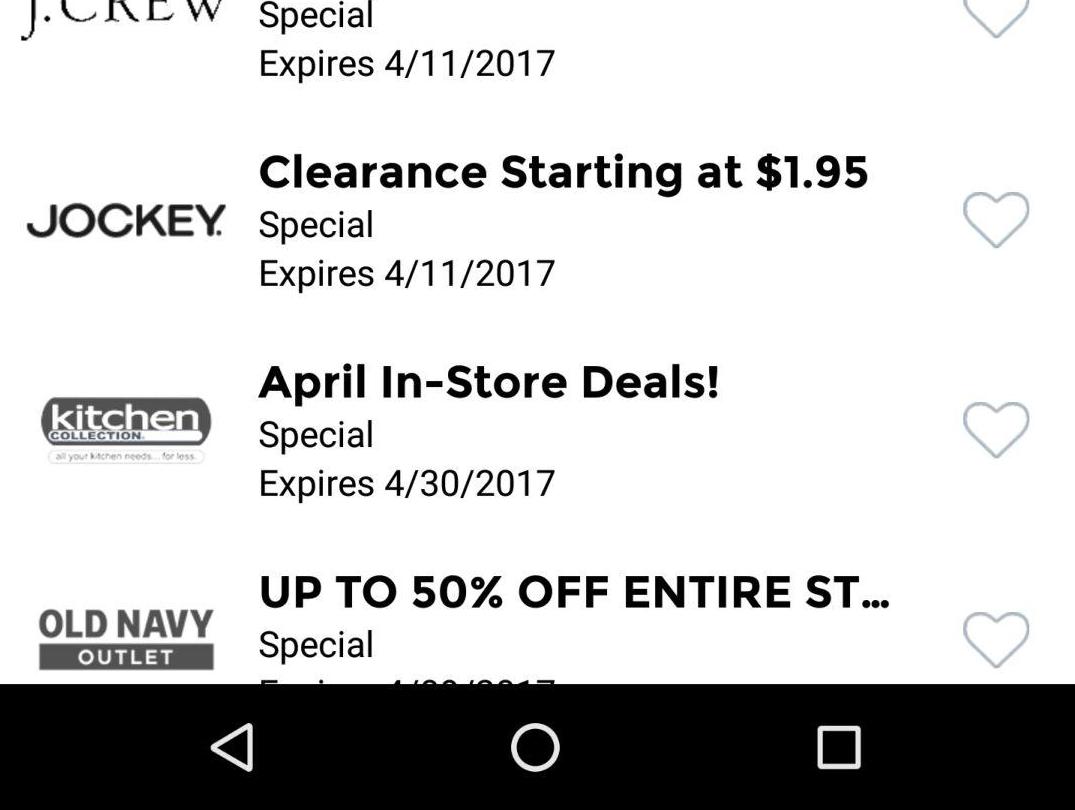 J.CREW
Special
Expires 4/11/2017
Clearance Starting at $1.95
JOCKEY.
Special
Expires 4/11/2017
April In-Store Deals!
kitchen
COLLECTION
all your kitchen needs... for less.
Special
Expires 4/30/2017
UP TO 50% OFF ENTIRE ST...
OLD NAVY
OUTLET
Special